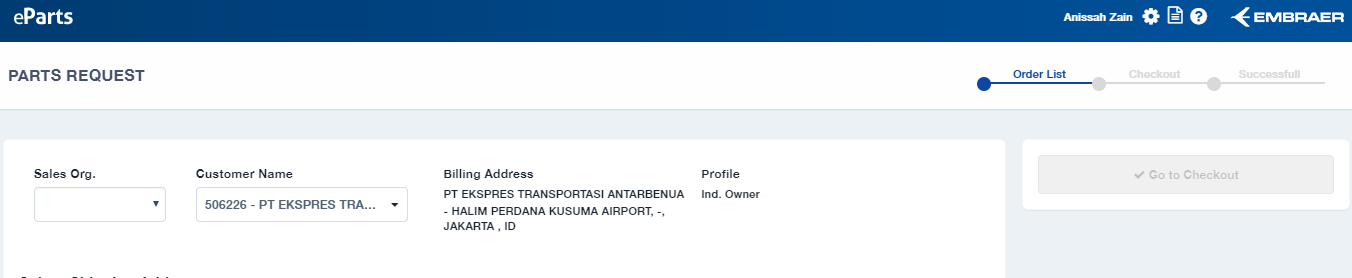 eParts
Anissah Zain
EMBRAER
PARTS REQUEST
Order List
Checkout
Successfull
Sales Org.
Customer Name
Billing Address
Profile
506226 - PT EKSPRES TRA...
PT EKSPRES TRANSPORTASI ANTARBENUA
- HALIM PERDANA KUSUMA AIRPORT, -,
JAKARTA , ID
Ind. Owner
Go to Checkout